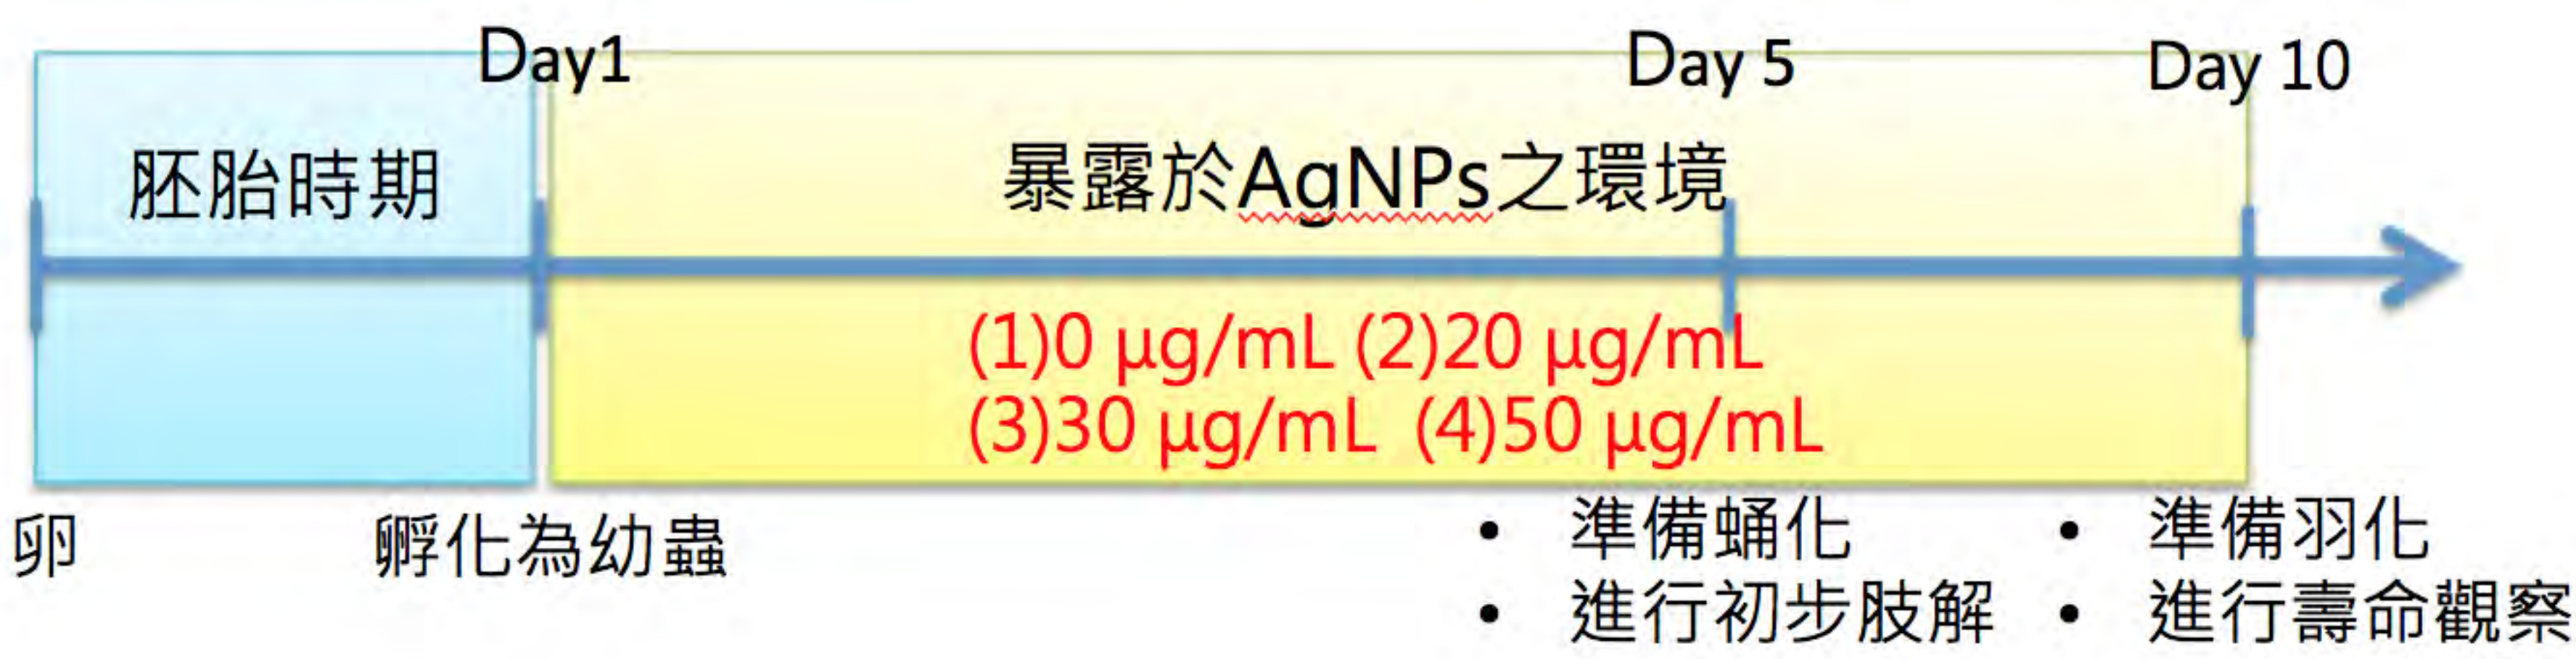 Day1
Day 5
Day 10
胚胎時期
暴露於AgNPs之環境
(1)0 μg/mL (2)20 μg/mL
(3)30 μg/mL (4)50 μg/mL
卵
孵化為幼蟲
• 準備蛹化
• 進行初步肢解
• 準備羽化
• 進行壽命觀察